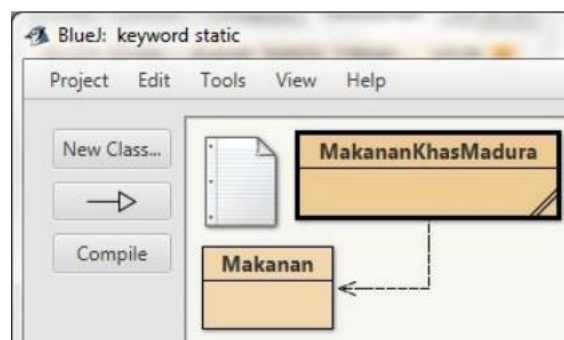 BlueJ: keyword static
Project Edit Tools View Help
New Class...
MakananKhasMadura
Compile
Makanan